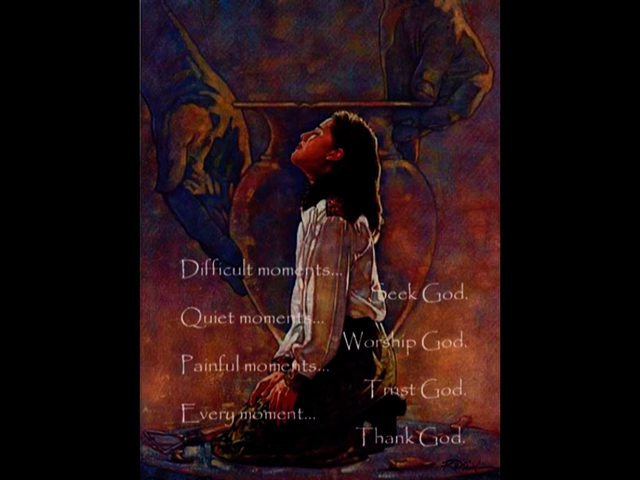 Difficult moments...
Seek God.
Quiet moments...
Worship God.
Painful moments...
Trust God.
Every moment...
Thank God.